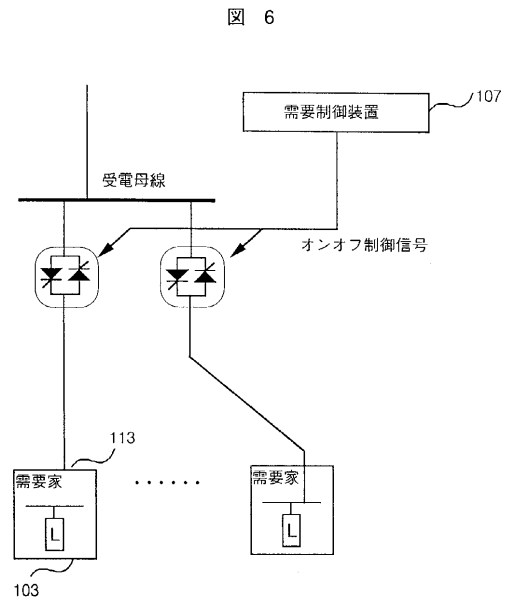 図 6
107
需要制御装置
受電母線
オンオフ制御信号
113
需要家
L
103
......
需要家
L